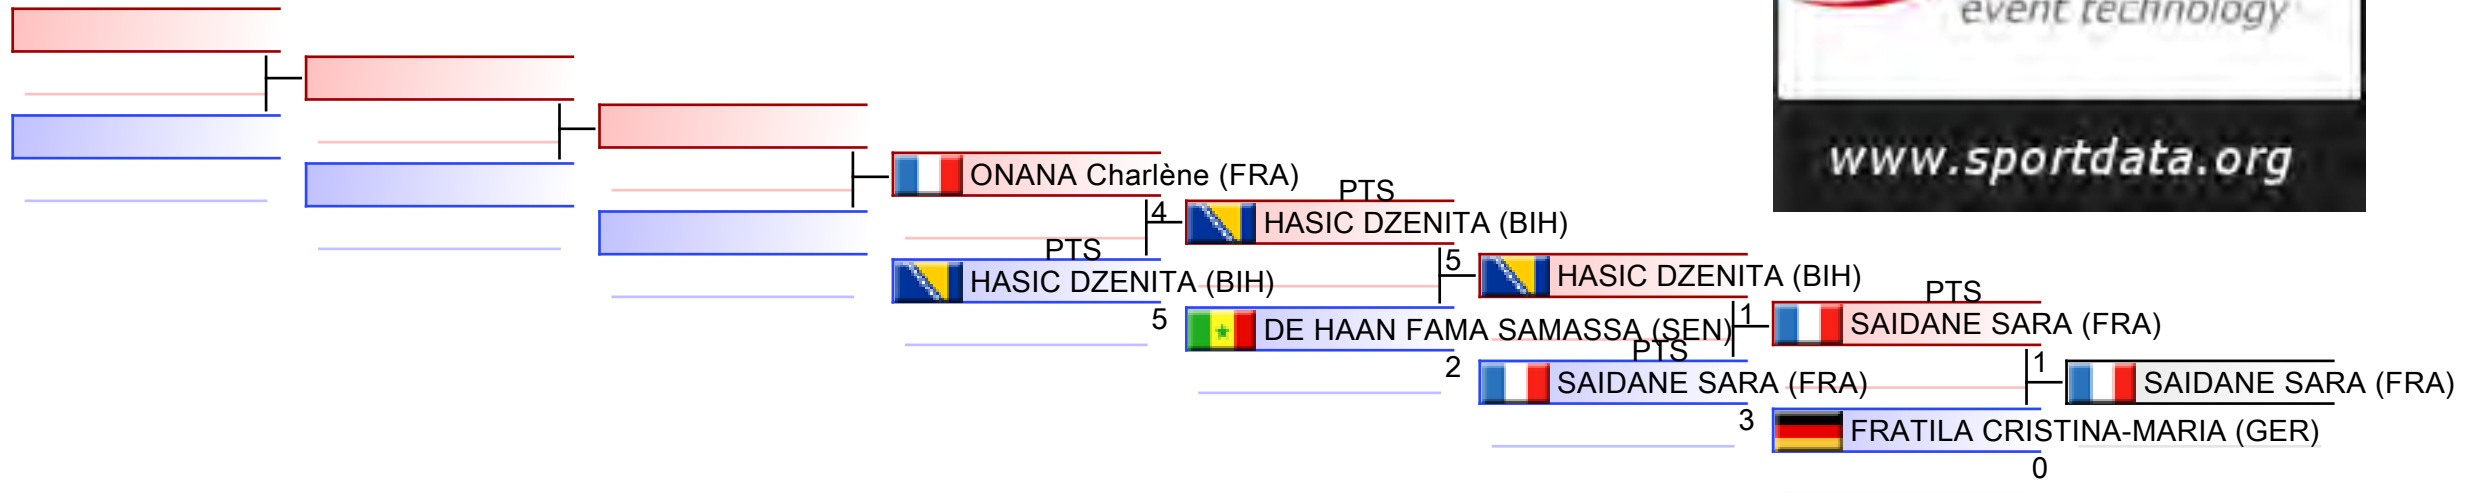 event technology
www.sportdata.org
ONANA Charlène (FRA)
PTS
4
HASIC DZENITA (BIH)
PTS
HASIC DZENITA (BIH)
5
5
HASIC DZENITA (BIH)
DE HAAN FAMA SAMASSA (SEN)
2
PTS
1
SAIDANE SARA (FRA)
PTS
SAIDANE SARA (FRA)
3
1
SAIDANE SARA (FRA)
FRATILA CRISTINA-MARIA (GER)
0